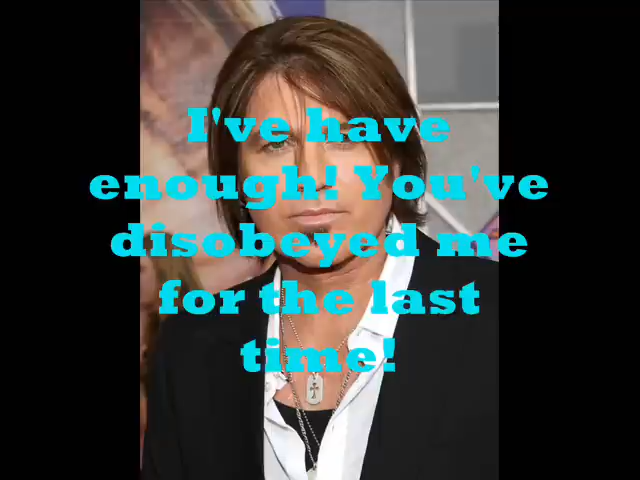 I've have
enough! You've
disobeyed me
for the last
time!